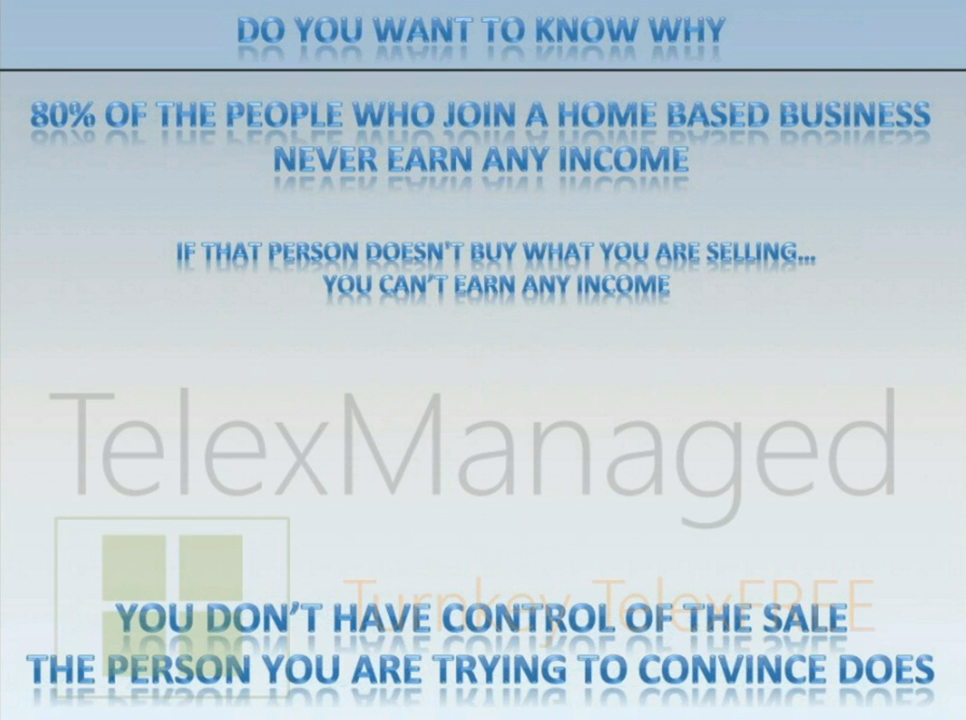 DO YOU WANT TO KNOW WHY
80% OF THE PEOPLE WHO JOIN A HOME BASED BUSINESS
NEVER EARN ANY INCOME
IF THAT PERSON DOESN'T BUY WHAT YOU ARE SELLING...
YOU CAN'T EARN ANY INCOME
TelexManaged
Turnkey TelexFREE
YOU DON'T HAVE CONTROL OF THE SALE
THE PERSON YOU ARE TRYING TO CONVINCE DOES